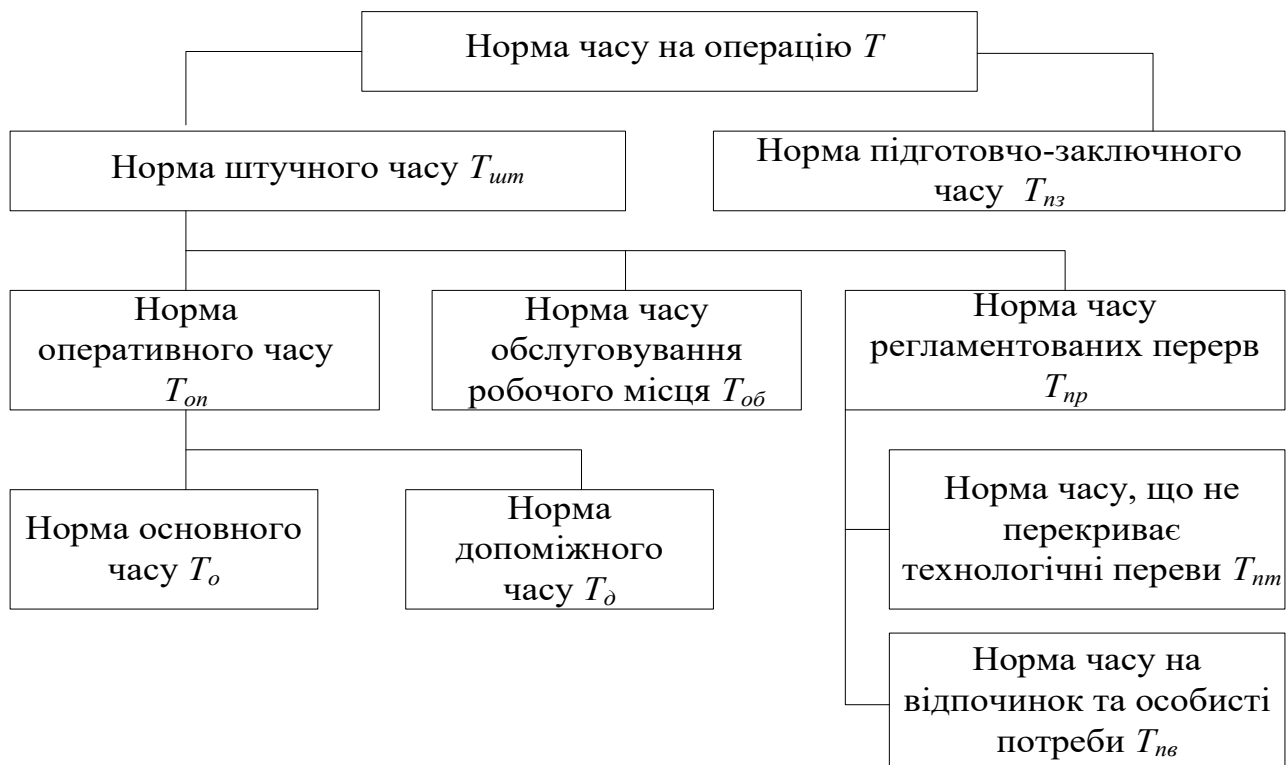 Норма часу на операцію T
Норма штучного часу Tшт
Норма підготовчо-заключного
часу Tпз
Норма
оперативного часу
Tоп
Норма часу
обслуговування
робочого місця Tоб
Норма часу
регламентованих перерв
Tпр
Норма основного
часу Tо
Норма
допоміжного
часу Tд
Норма часу, що не
перекриває
технологічні переви Tпт
Норма часу на
відпочинок та особисті
потреби Tпв